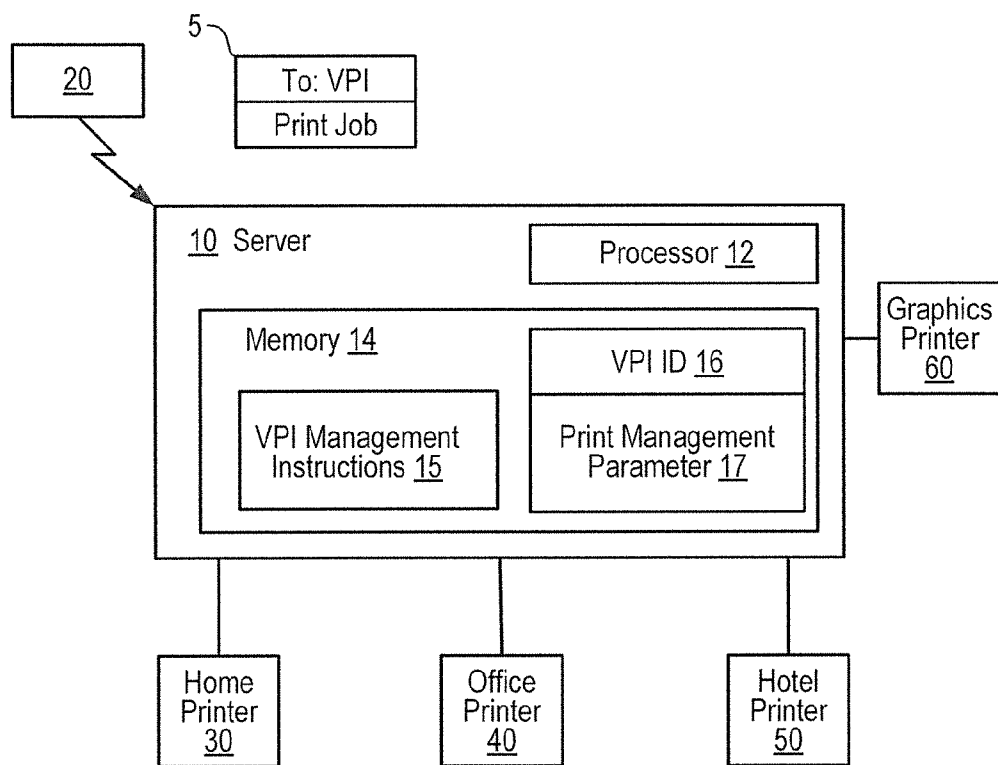 5
20
To: VPI
Print Job
10 Server
Processor 12
Memory 14
VPI ID 16
VPI Management
Instructions 15
Print Management
Parameter 17
Graphics
Printer
60
Home
Printer
30
Office
Printer
40
Hotel
Printer
50